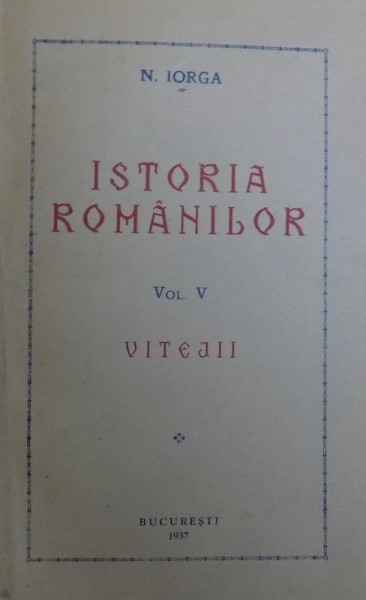 N. IORGA
ISTORIA
ROMÂNILOR
VOL. V
VITEJII
BUCUREȘTI
1937